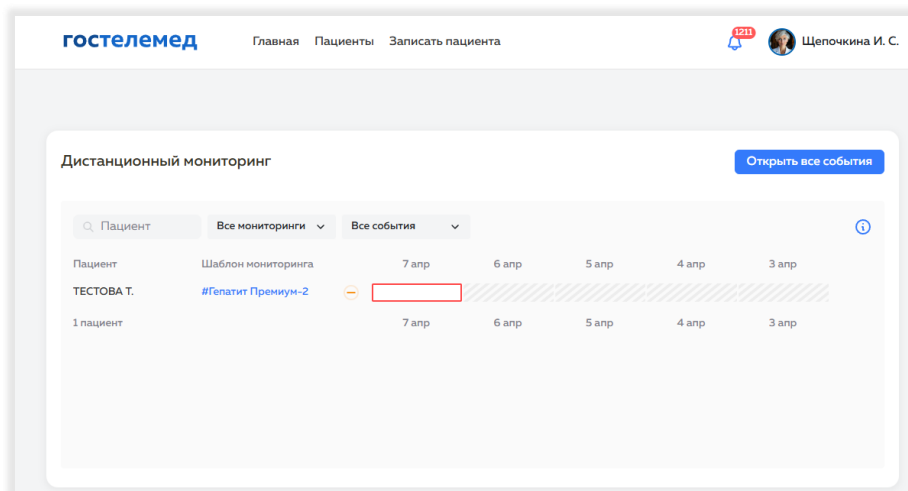 гостелемед Главная Пациенты Записать пациента 1211 Щепочкина И. С.
Дистанционный мониторинг Открыть все события
Пациент Все мониторинги Все события
Пациент Шаблон мониторинга 7 апр 6 апр 5 апр 4 апр 3 апр
ТЕСТОВА Т. #Гепатит Премиум-2
1 пациент 7 апр 6 апр 5 апр 4 апр 3 апр